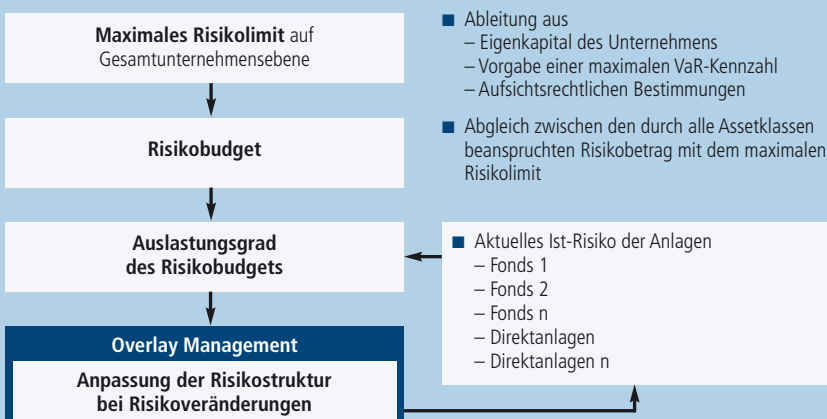 Maximales Risikolimit auf
Gesamtunternehmensebene
■ Ableitung aus
– Eigenkapital des Unternehmens
– Vorgabe einer maximalen VaR-Kennzahl
– Aufsichtsrechtlichen Bestimmungen
Risikobudget
■ Abgleich zwischen den durch alle Assetklassen
beanspruchten Risikobetrag mit dem maximalen
Risikolimit
Auslastungsgrad
des Risikobudgets
■ Aktuelles Ist-Risiko der Anlagen
– Fonds 1
– Fonds 2
– Fonds n
– Direktanlagen
– Direktanlagen n
Overlay Management
Anpassung der Risikostruktur
bei Risikoveränderungen